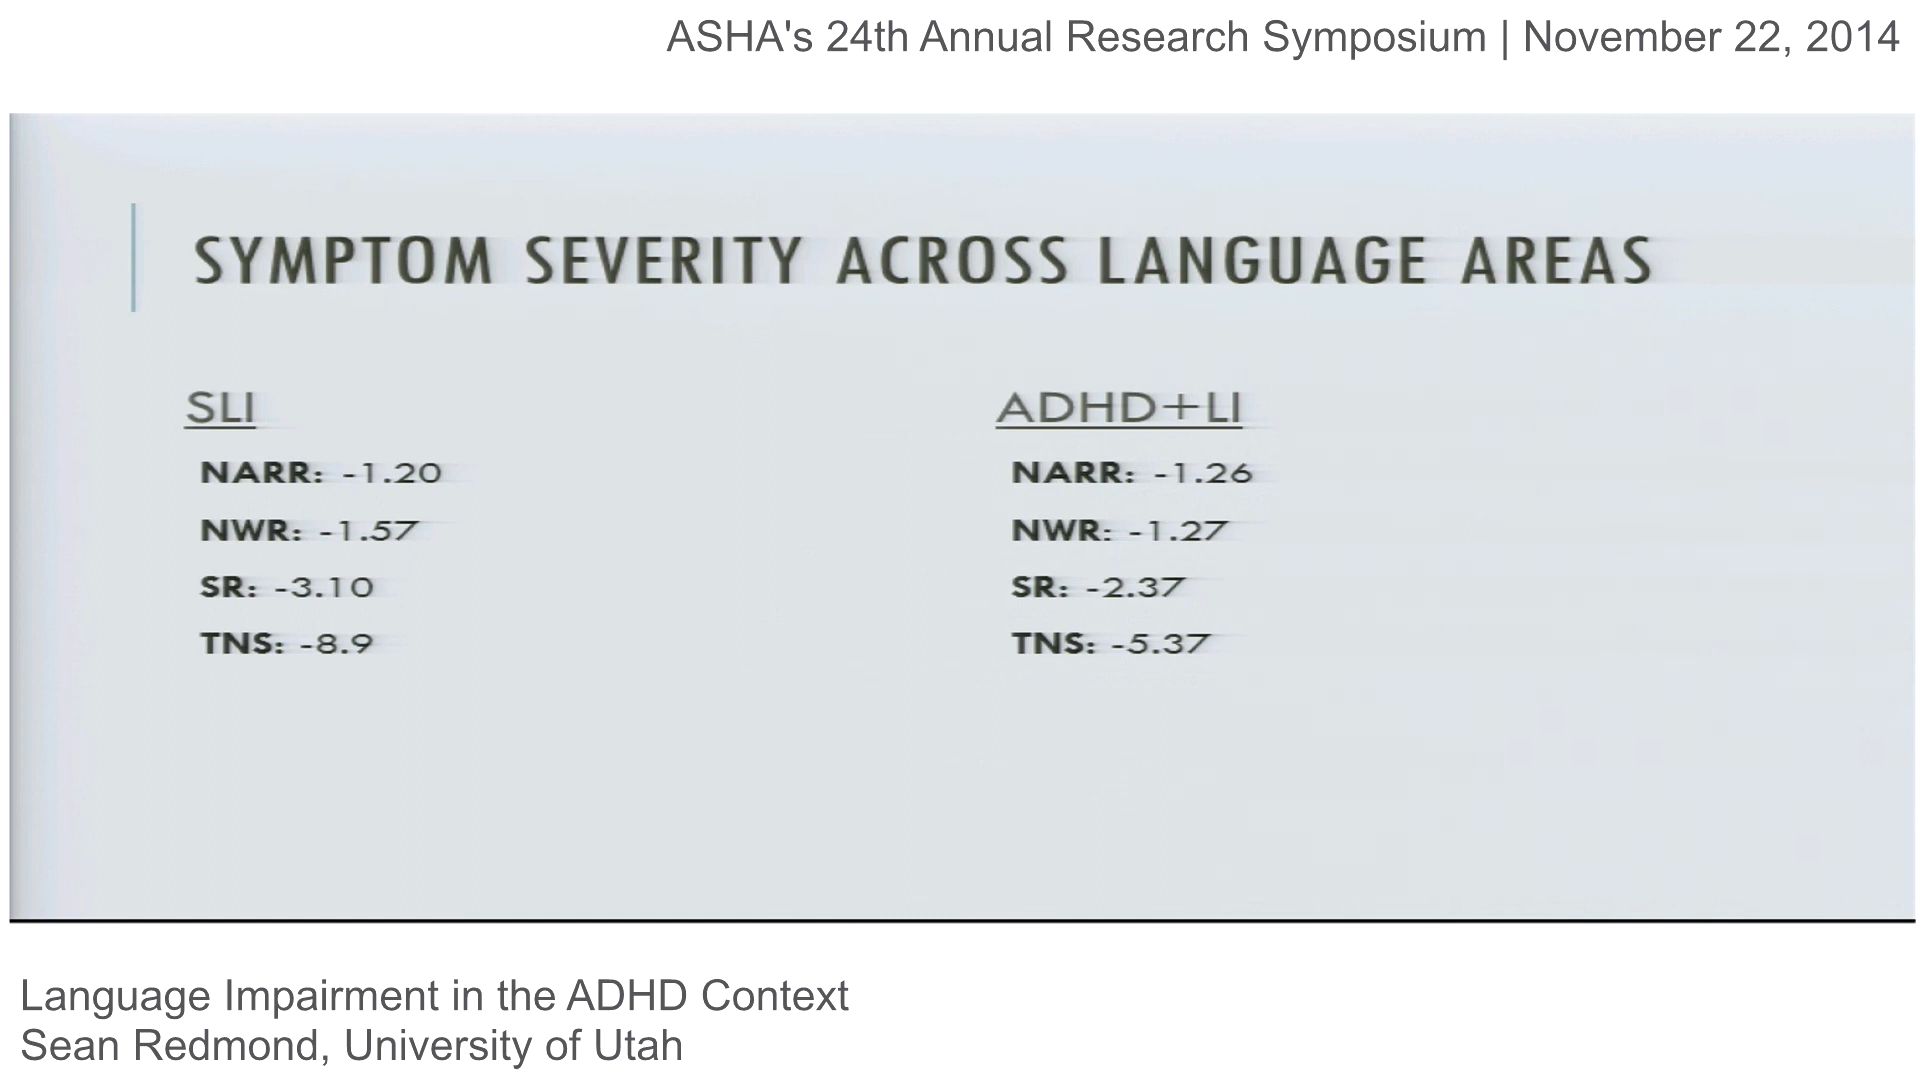 ASHA's 24th Annual Research Symposium | November 22, 2014
SYMPTOM SEVERITY ACROSS LANGUAGE AREAS
SLI
NARR: -1.20
NWR: -1.57
SR: -3.10
TNS: -8.9
ADHD+LI
NARR: -1.26
NWR: -1.27
SR: -2.37
TNS: -5.37
Language Impairment in the ADHD Context
Sean Redmond, University of Utah